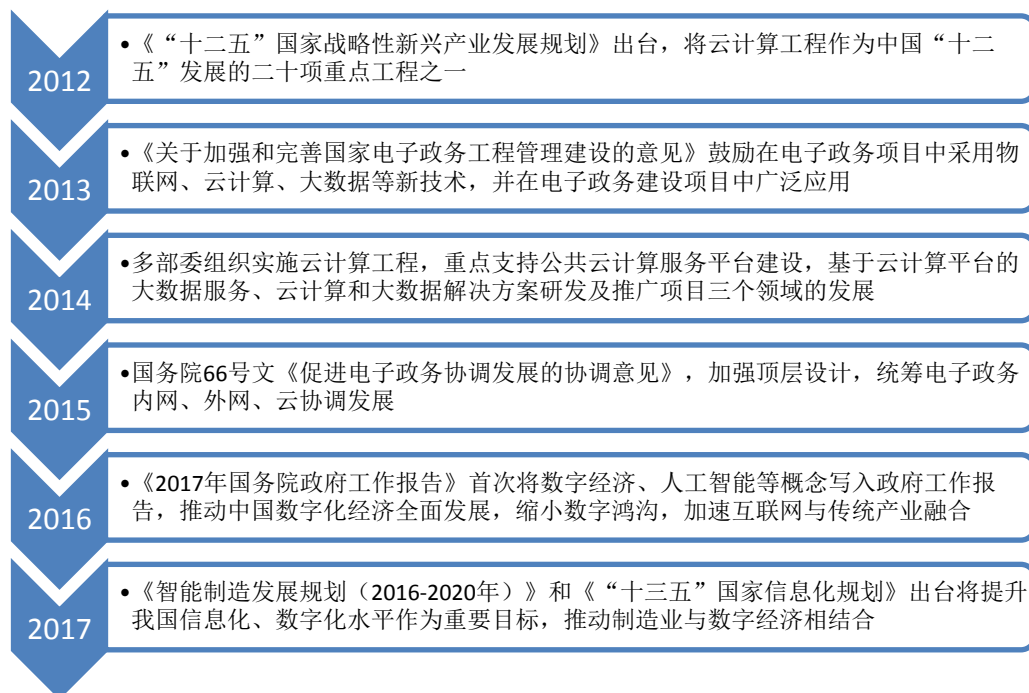 2012
•《“十二五”国家战略性新兴产业发展规划》出台，将云计算工程作为中国“十二
五”发展的二十项重点工程之一
2013
•《关于加强和完善国家电子政务工程管理建设的意见》鼓励在电子政务项目中采用物
联网、云计算、大数据等新技术，并在电子政务建设项目中广泛应用
2014
•多部委组织实施云计算工程，重点支持公共云计算服务平台建设，基于云计算平台的
大数据服务、云计算和大数据解决方案研发及推广项目三个领域的发展
2015
•国务院66号文《促进电子政务协调发展的协调意见》，加强顶层设计，统筹电子政务
内网、外网、云协调发展
2016
•《2017年国务院政府工作报告》首次将数字经济、人工智能等概念写入政府工作报
告，推动中国数字化经济全面发展，缩小数字鸿沟，加速互联网与传统产业融合
2017
•《智能制造发展规划（2016-2020年）》和《“十三五”国家信息化规划》出台将提升
我国信息化、数字化水平作为重要目标，推动制造业与数字经济相结合